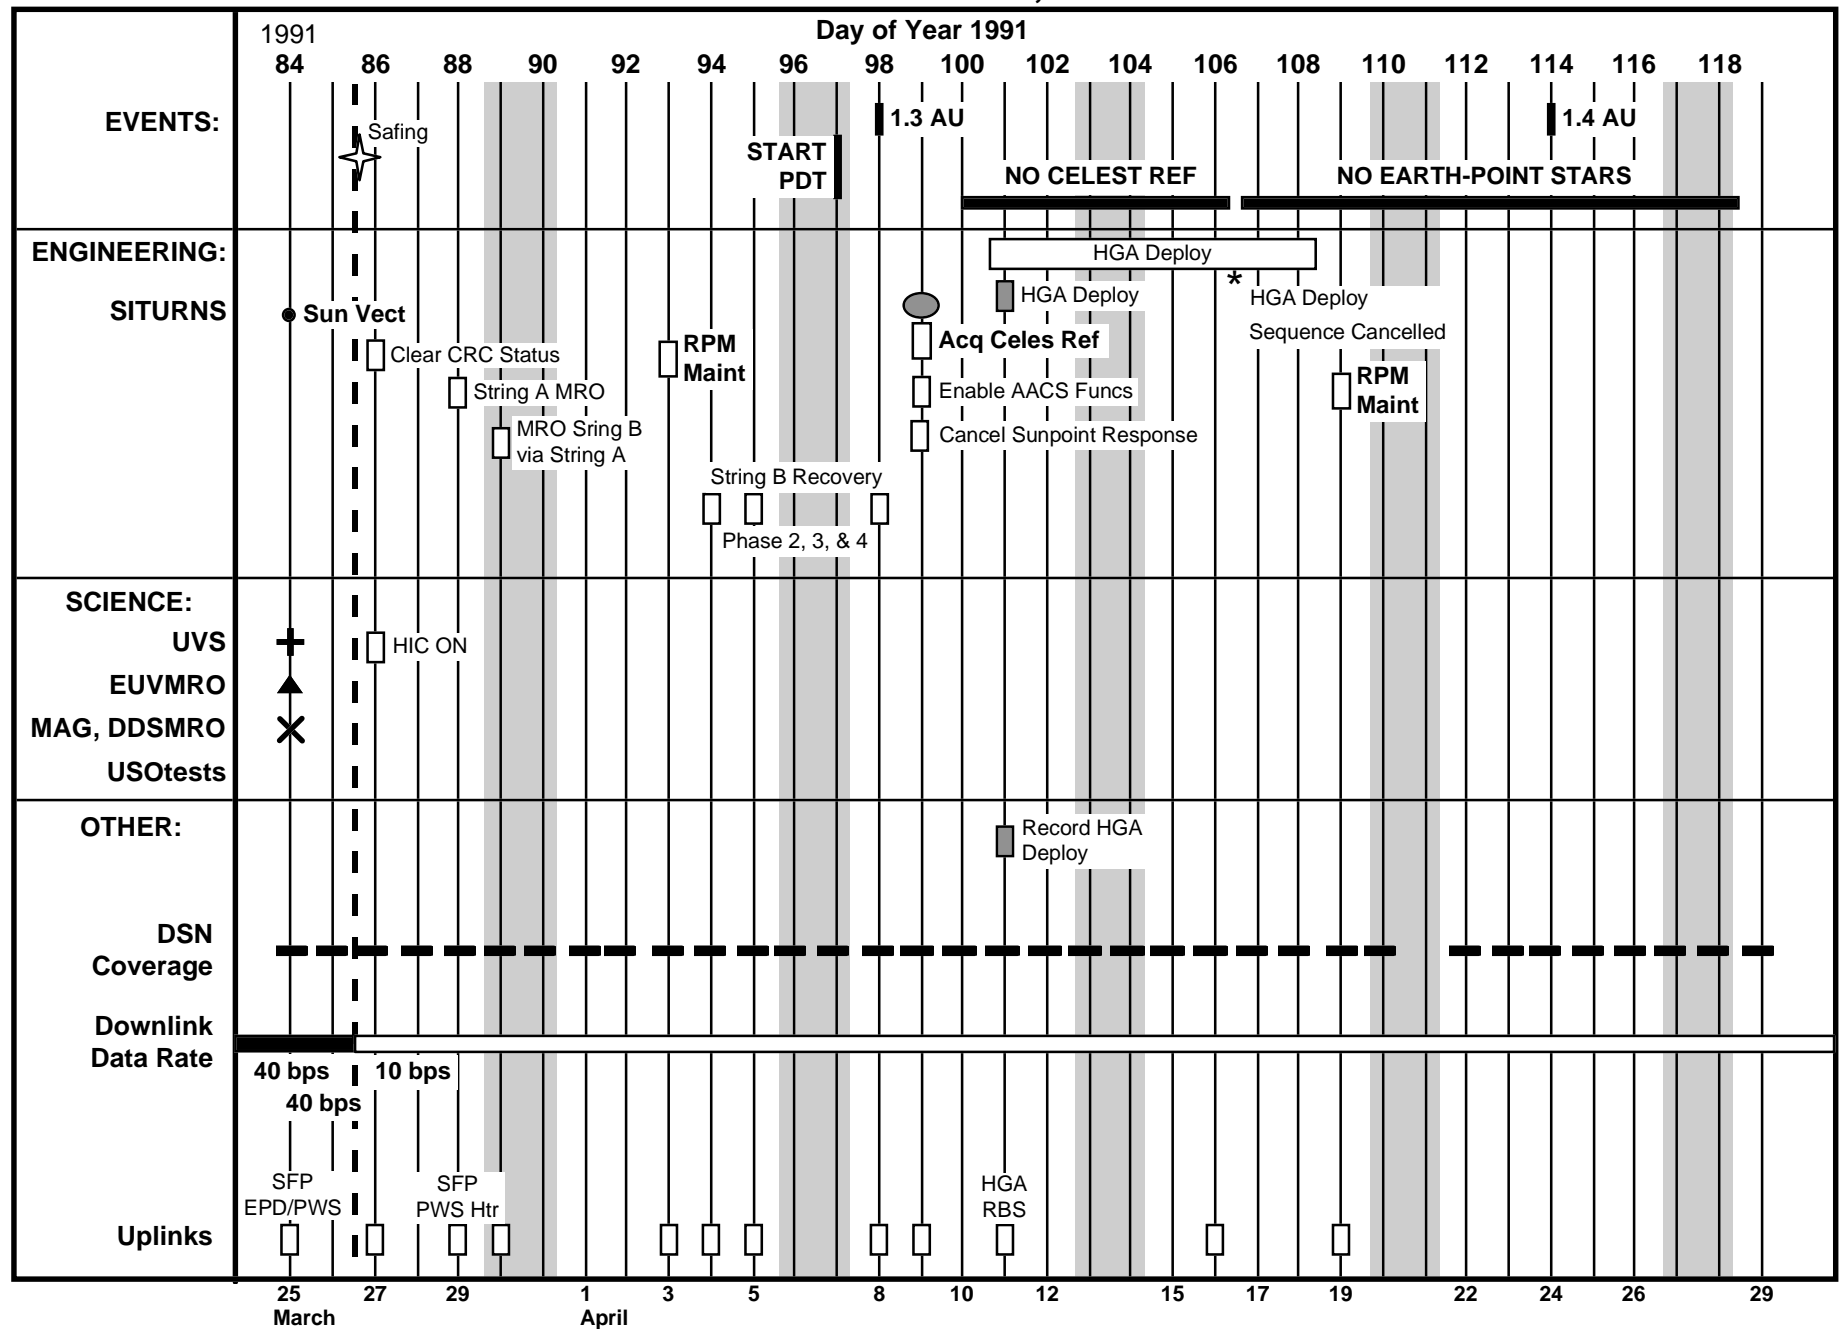 Day of Year 1991
1991
84 86 88 90 92 94 96 98 100 102 104 106 108 110 112 114 116 118
EVENTS:
Safing
1.3 AU
1.4 AU
START
PDT
NO CELEST REF
NO EARTH-POINT STARS
ENGINEERING:
HGA Deploy
*
SITURNS
Sun Vect
HGA Deploy
HGA Deploy
Sequence Cancelled
Clear CRC Status
RPM
Maint
Acq Celes Ref
String A MRO
Enable AACS Funcs
RPM
Maint
MRO Sring B
via String A
Cancel Sunpoint Response
String B Recovery
Phase 2, 3, & 4
SCIENCE:
UVS
HIC ON
EUVMRO
MAG, DDSMRO
USOtests
OTHER:
Record HGA
Deploy
DSN
Coverage
Downlink
Data Rate
40 bps
10 bps
40 bps
SFP
EPD/PWS
SFP
PWS Htr
HGA
RBS
Uplinks
25 27 29 1 3 5 8 10 12 15 17 19 22 24 26 29
March April